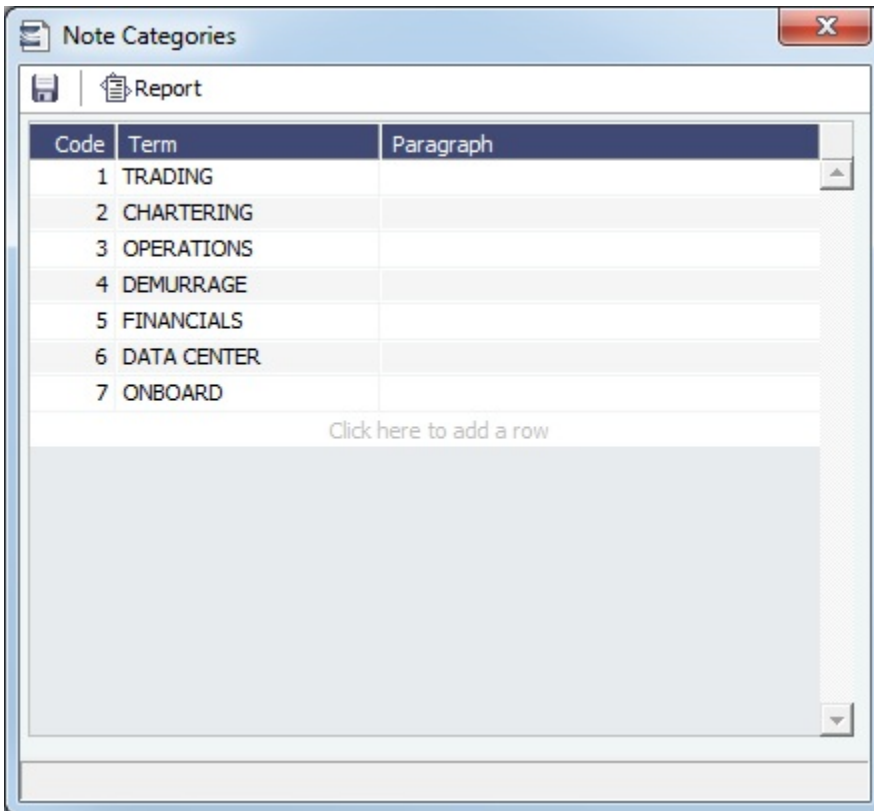 Note Categories
Report
Code Term Paragraph
1 TRADING
2 CHARTERING
3 OPERATIONS
4 DEMURRAGE
5 FINANCIALS
6 DATA CENTER
7 ONBOARD
Click here to add a row